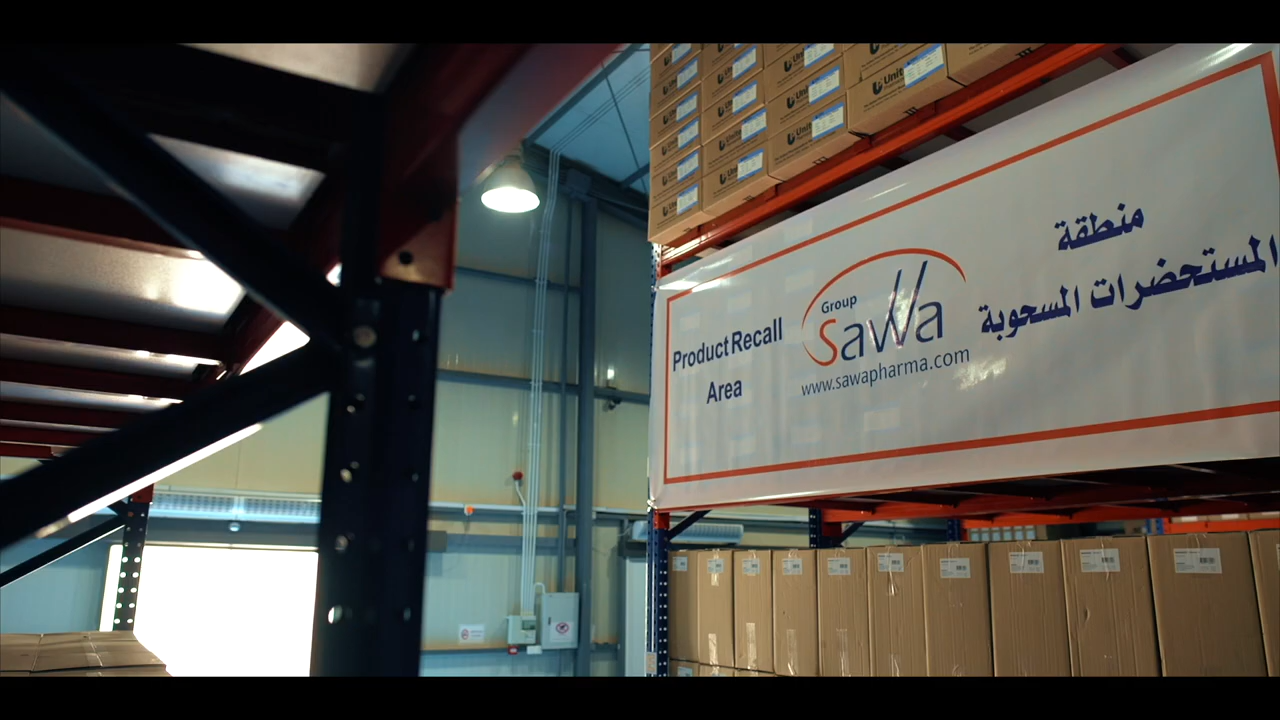 Product Recall
Area
Group
sawa
www.sawapharma.com
منطقة
المستحضرات المسحوبة